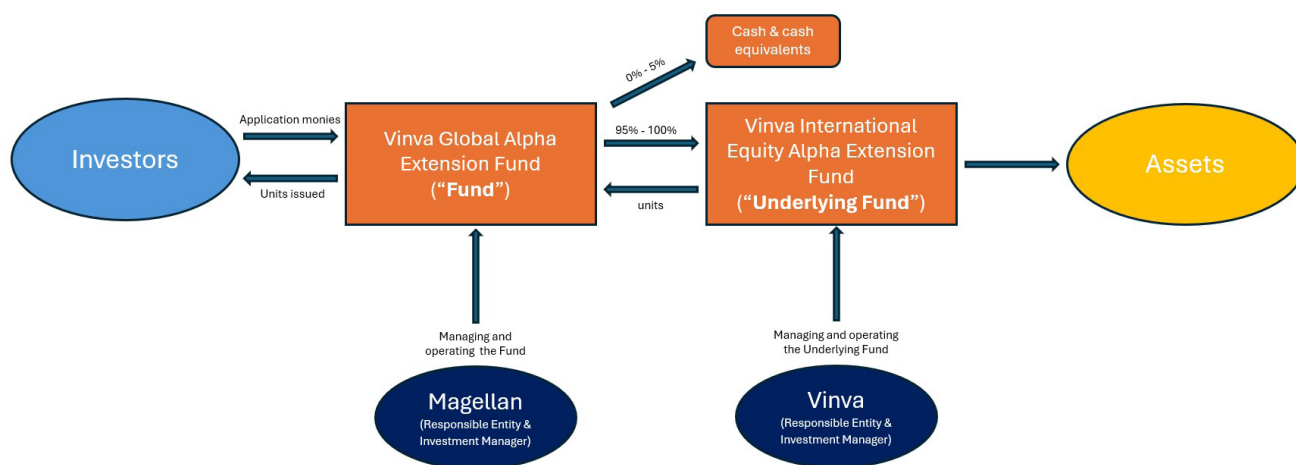 Cash & cash
equivalents
0% - 5%
Investors
Application monies
Units issued
Vinva Global Alpha
Extension Fund
(“Fund”)
95% - 100%
units
Vinva International
Equity Alpha Extension
Fund
(“Underlying Fund”)
Assets
Managing and
operating the Fund
Magellan
(Responsible Entity &
Investment Manager)
Managing and operating
the Underlying Fund
Vinva
(Responsible Entity &
Investment Manager)